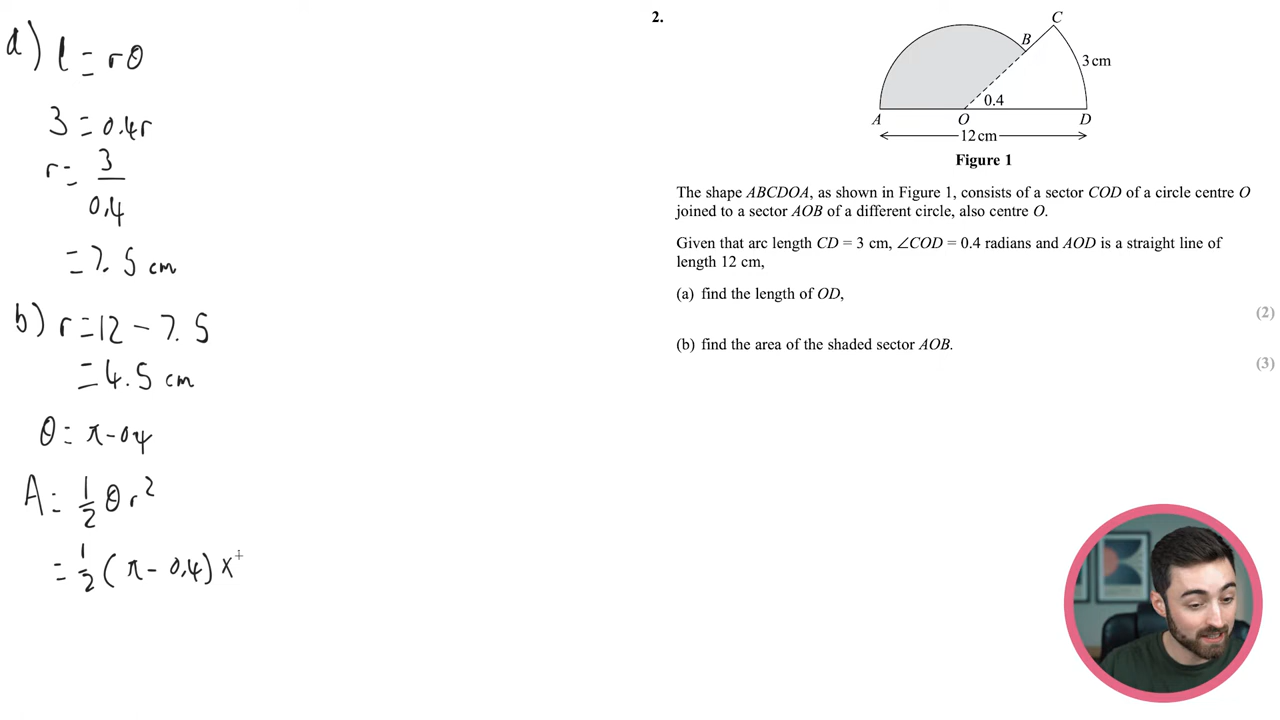 a) l = rθ
3 = 0.4r
r = 3/0.4
= 7.5 cm
b) r = 12 - 7.5
= 4.5 cm
θ = π - 0.4
A = 1/2 θ r²
= 1/2 (π - 0.4) ×
2.
C
B
3 cm
0.4
A
O
D
12 cm
Figure 1
The shape ABCDOA, as shown in Figure 1, consists of a sector COD of a circle centre O
joined to a sector AOB of a different circle, also centre O.
Given that arc length CD = 3 cm, ∠COD = 0.4 radians and AOD is a straight line of
length 12 cm,
(a) find the length of OD,
(2)
(b) find the area of the shaded sector AOB.
(3)